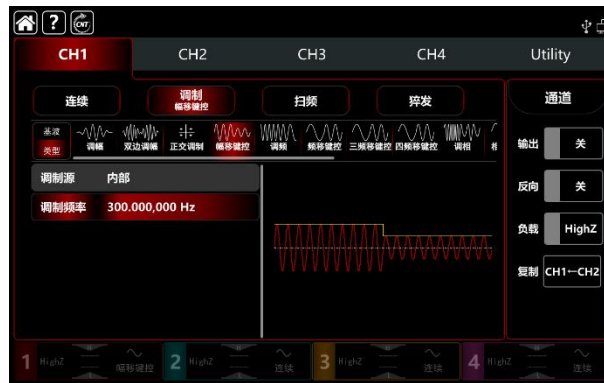 ? CNT
CH1 CH2 CH3 CH4 Utility
连续 调制 扫频 猝发 通道
幅移键控
基波
类型 调幅 双边调幅 正交调制 幅移键控 调频 频移键控 三频移键控 四频移键控 调相
输出 关
调制源 内部
反向 关
调制频率 300.000,000 Hz
负载 HighZ
复制 CH1←CH2
1 HighZ 幅移键控 2 HighZ 连续 3 HighZ 连续 4 HighZ 连续